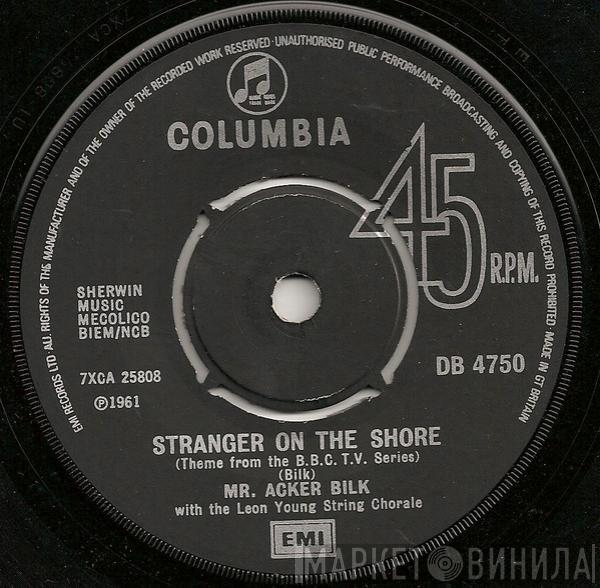 EMI RECORDS LTD·ALL RIGHTS OF THE MANUFACTURER AND OF THE OWNER OF THE RECORDED WORK RESERVED·UNAUTHORISED PUBLIC PERFORMANCE BROADCASTING AND COPYING OF THIS RECORD PROHIBITED·MADE IN GT BRITAIN
COLUMBIA
45
R.P.M.
SHERWIN
MUSIC
MECOLICO
BIEM/NCB
7XCA 25808
℗1961
DB 4750
STRANGER ON THE SHORE
(Theme from the B.B.C. T.V. Series)
(Bilk)
MR. ACKER BILK
with the Leon Young String Chorale
EMI
МАРКЕТ ВИНИЛА